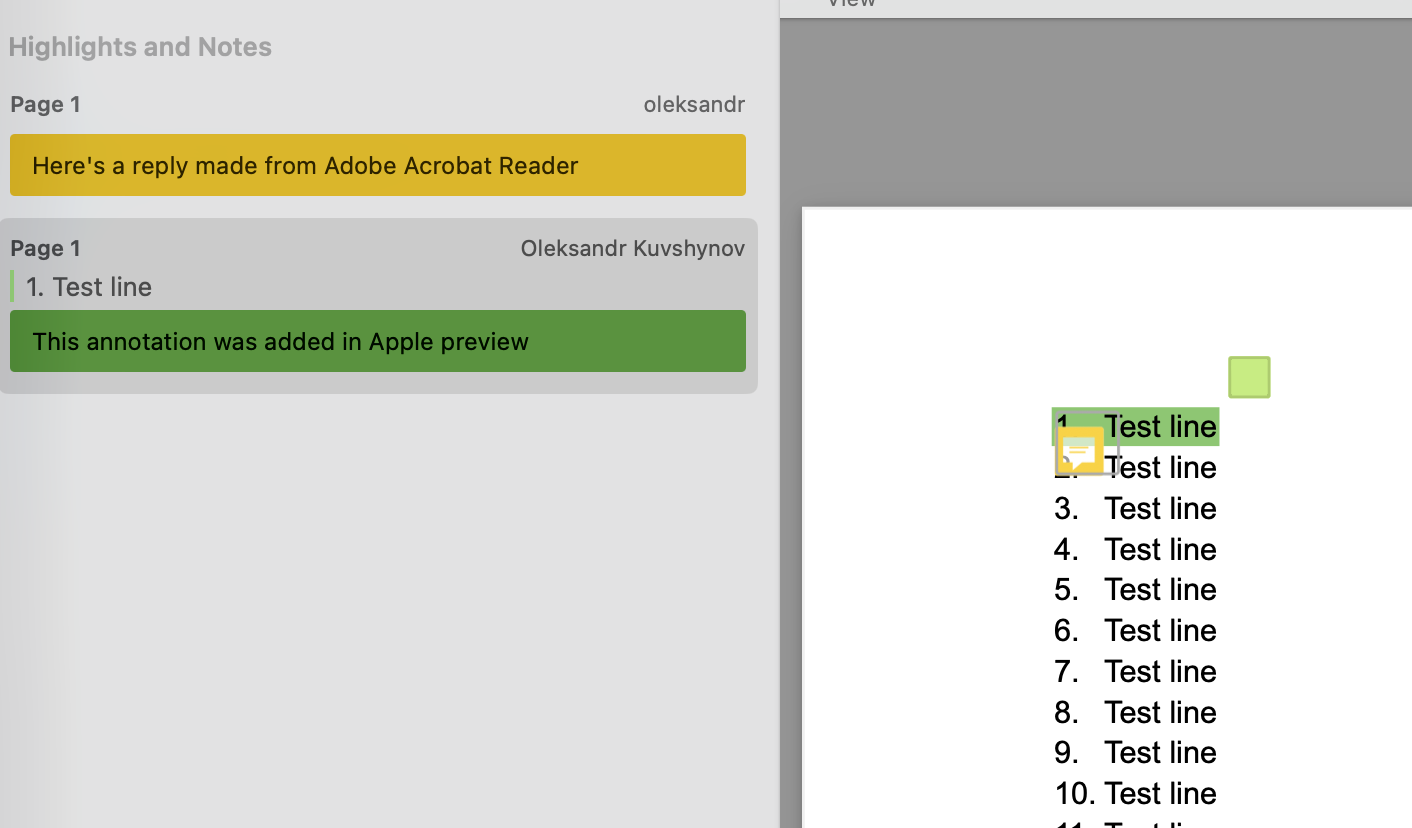 View
Highlights and Notes
Page 1 oleksandr
Here's a reply made from Adobe Acrobat Reader
Page 1 Oleksandr Kuvshynov
1. Test line
This annotation was added in Apple preview
1. Test line
2. Test line
3. Test line
4. Test line
5. Test line
6. Test line
7. Test line
8. Test line
9. Test line
10. Test line